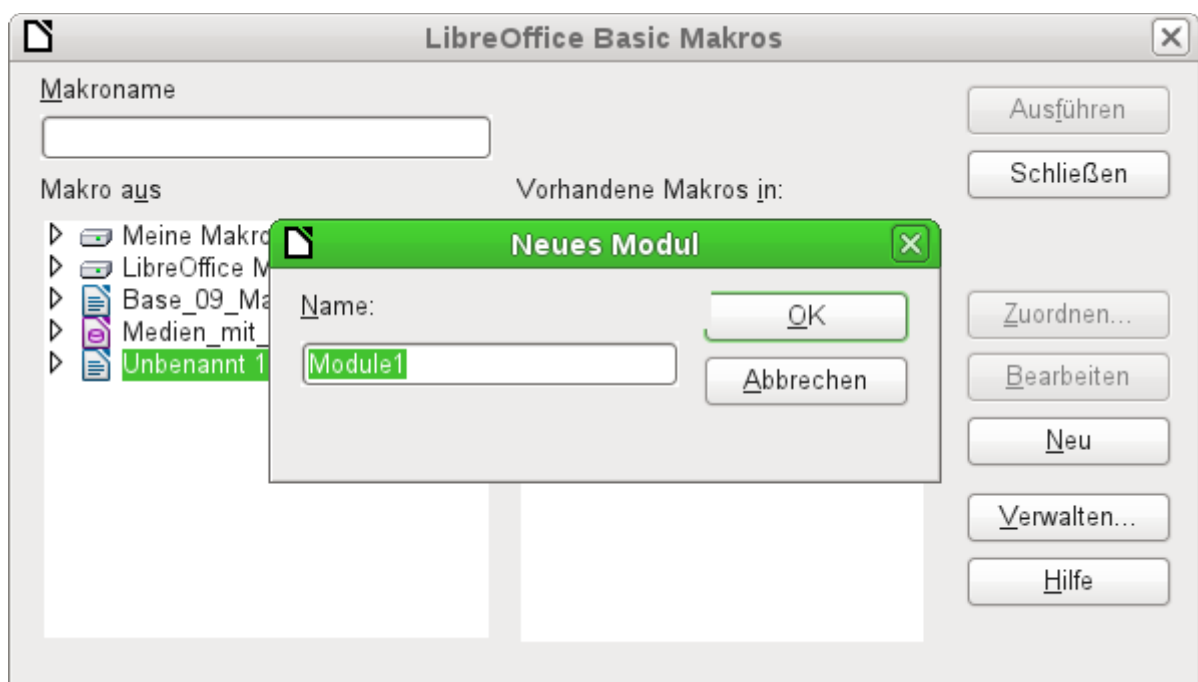 LibreOffice Basic Makros
Makroname
Ausführen
Schließen
Makro aus
Vorhandene Makros in:
Meine Makro
LibreOffice M
Base_09_Ma
Medien_mit_
Unbenannt 1
Neues Modul
Name:
Module1
OK
Abbrechen
Zuordnen...
Bearbeiten
Neu
Verwalten...
Hilfe